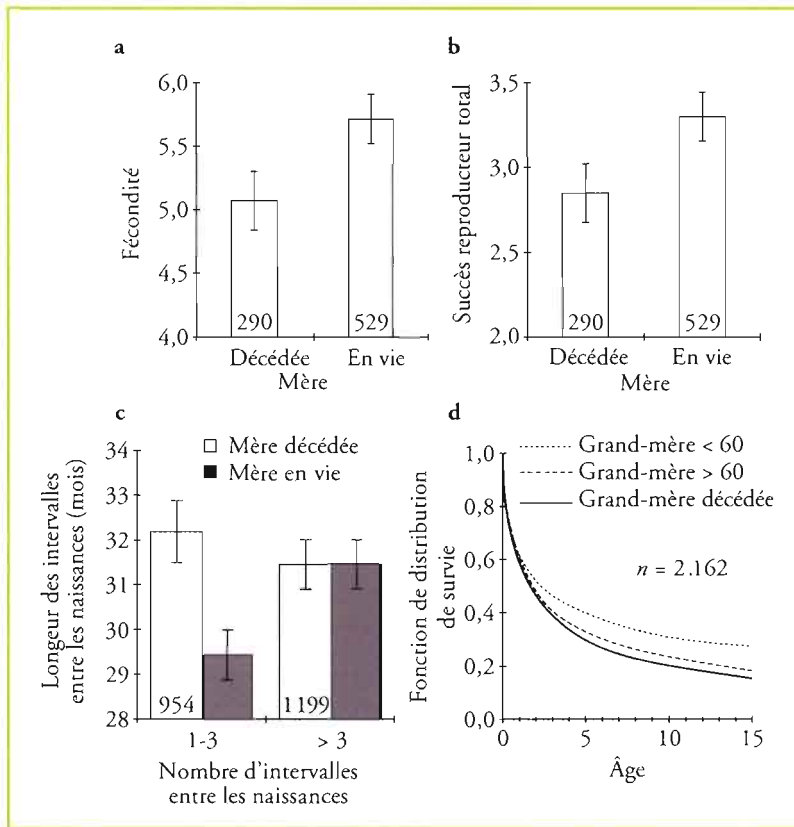 a
6,0
5,5
5,0
4,5
4,0
Fécondité
290
529
Décédée
En vie
Mère
b
3,5
3,0
2,5
2,0
Succès reproducteur total
290
529
Décédée
En vie
Mère
c
Mère décédée
Mère en vie
34
33
32
31
30
29
28
Longeur des intervalles
entre les naissances (mois)
954
1199
1-3
> 3
Nombre d'intervalles
entre les naissances
d
Grand-mère < 60
Grand-mère > 60
Grand-mère décédée
n = 2.162
1,0
0,8
0,6
0,4
0,2
0,0
Fonction de distribution
de survie
0
5
10
15
Âge